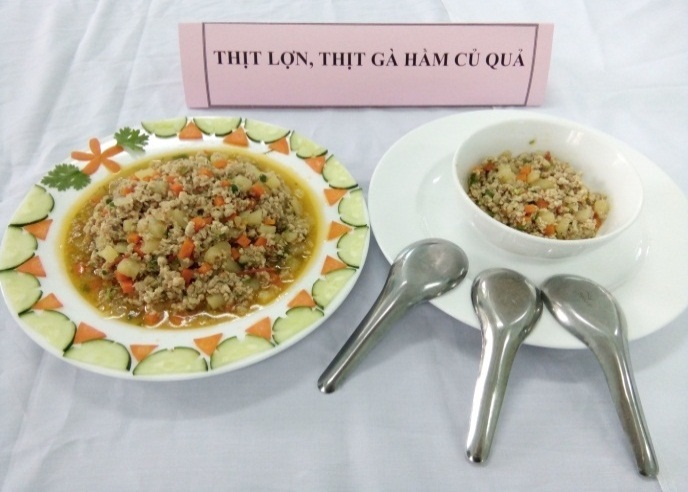 THỊT LỢN, THỊT GÀ HẦM CỦ QUẢ